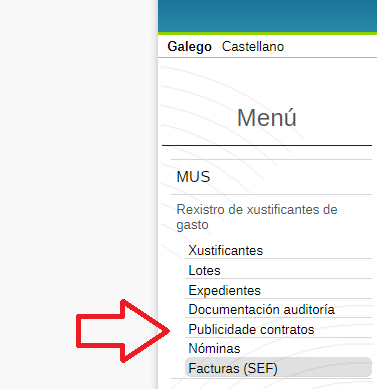 Galego Castellano
Menú
MUS
Rexistro de xustificantes de
gasto
Xustificantes
Lotes
Expedientes
Documentación auditoría
Publicidade contratos
Nóminas
Facturas (SEF)